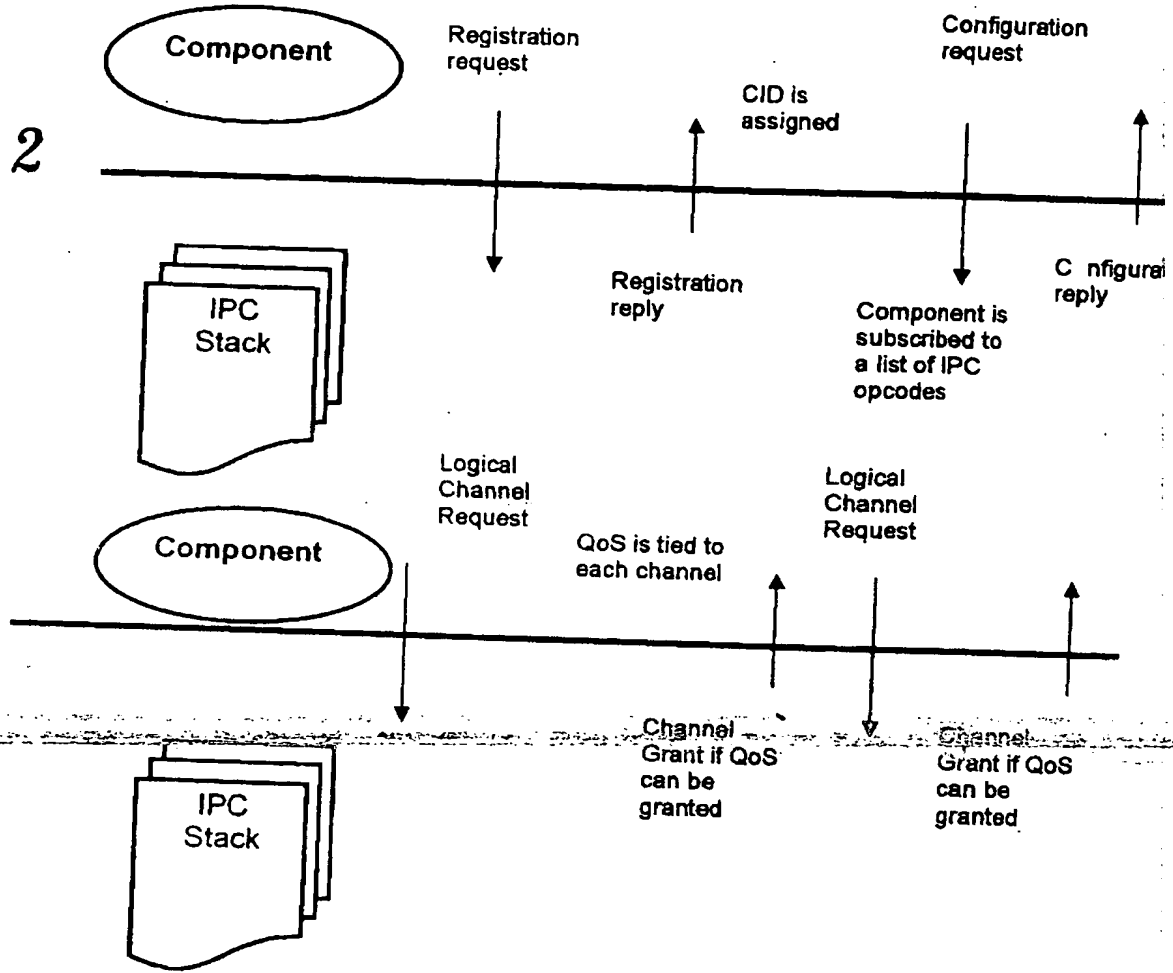 Component
Registration
request
Configuration
request
CID is
assigned
2
IPC
Stack
Registration
reply
Component is
subscribed to
a list of IPC
opcodes
C nfigura
reply
Logical
Channel
Request
Logical
Channel
Request
Component
QoS is tied to
each channel
IPC
Stack
Channel
Grant if QoS
can be
granted
Channel
Grant if QoS
can be
granted